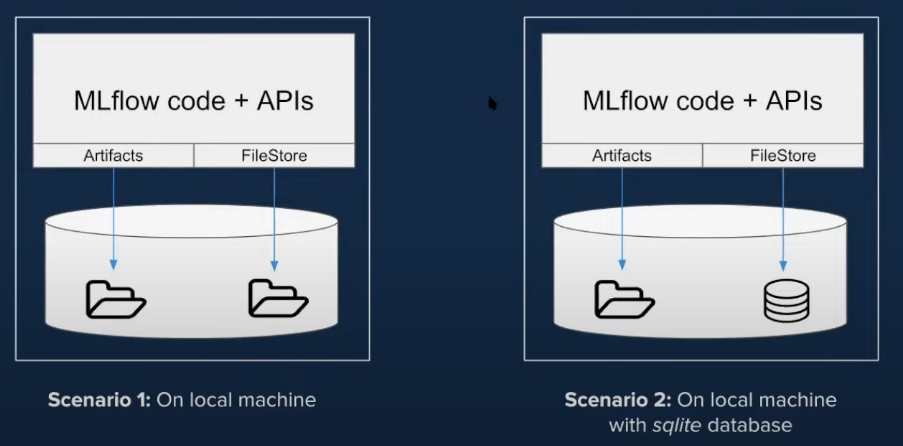 MLflow code + APIs
Artifacts
FileStore
Scenario 1: On local machine
MLflow code + APIs
Artifacts
FileStore
Scenario 2: On local machine
with sqlite database